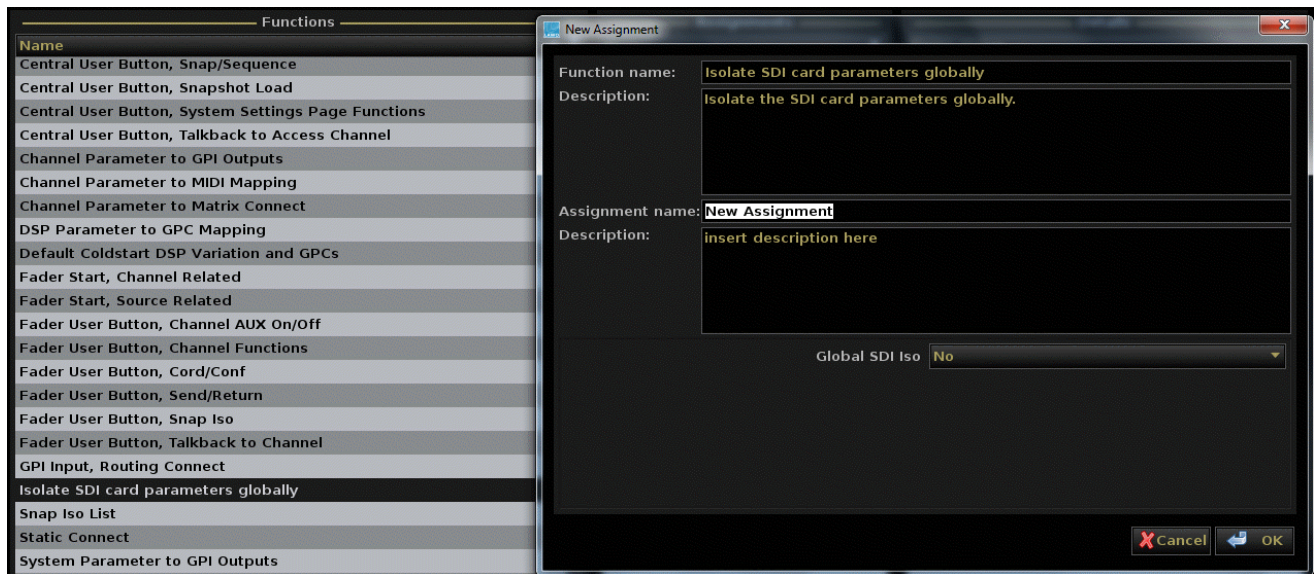 Functions
Name
Central User Button, Snap/Sequence
Central User Button, Snapshot Load
Central User Button, System Settings Page Functions
Central User Button, Talkback to Access Channel
Channel Parameter to GPI Outputs
Channel Parameter to MIDI Mapping
Channel Parameter to Matrix Connect
DSP Parameter to GPC Mapping
Default Coldstart DSP Variation and GPCs
Fader Start, Channel Related
Fader Start, Source Related
Fader User Button, Channel AUX On/Off
Fader User Button, Channel Functions
Fader User Button, Cord/Conf
Fader User Button, Send/Return
Fader User Button, Snap Iso
Fader User Button, Talkback to Channel
GPI Input, Routing Connect
Isolate SDI card parameters globally
Snap Iso List
Static Connect
System Parameter to GPI Outputs
New Assignment
Function name: Isolate SDI card parameters globally
Description: Isolate the SDI card parameters globally.
Assignment name: New Assignment
Description: insert description here
Global SDI Iso No
Cancel OK